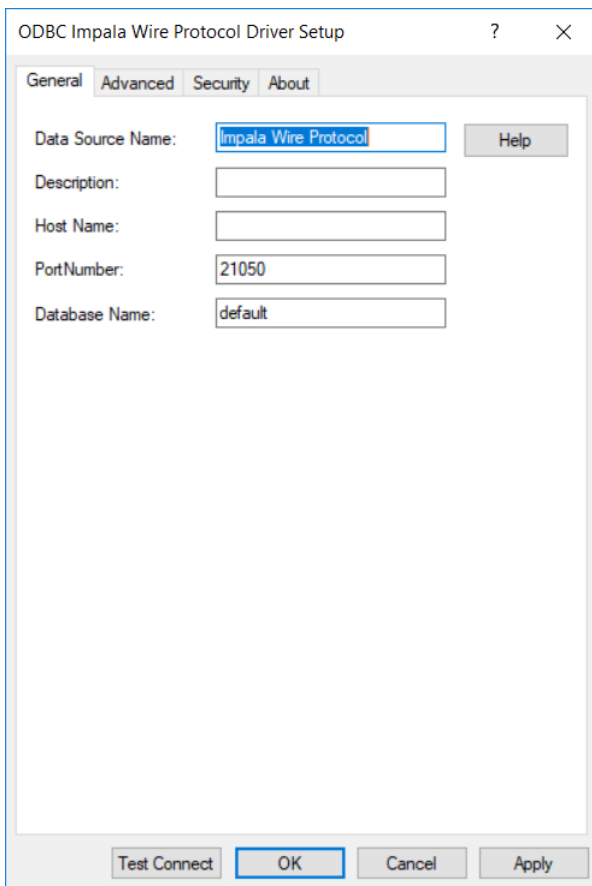 ODBC Impala Wire Protocol Driver Setup ?
General Advanced Security About
Data Source Name: Impala Wire Protocol Help
Description:
Host Name:
PortNumber: 21050
Database Name: default
Test Connect OK Cancel Apply